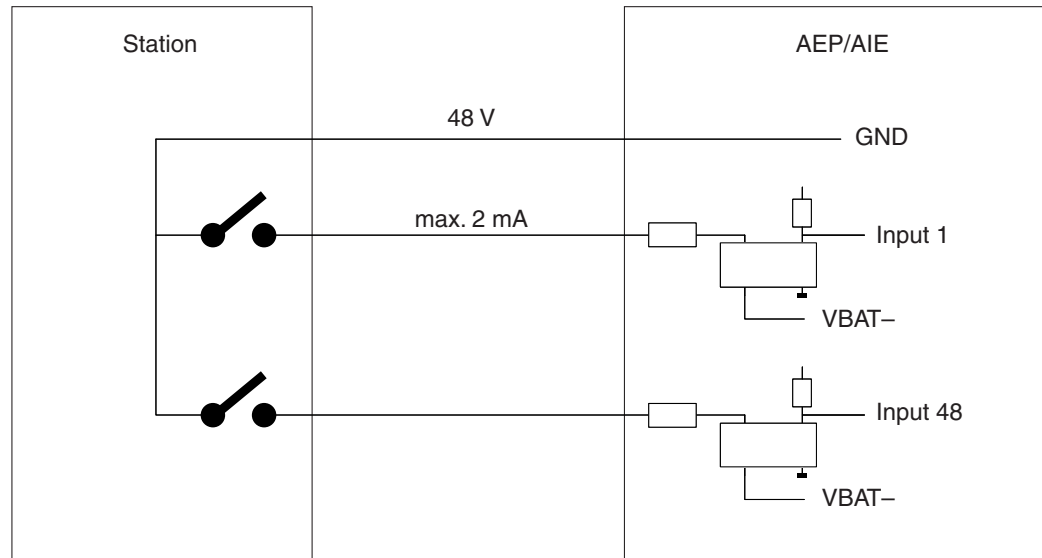 Station
AEP/AIE
48 V
GND
max. 2 mA
Input 1
VBAT–
Input 48
VBAT–